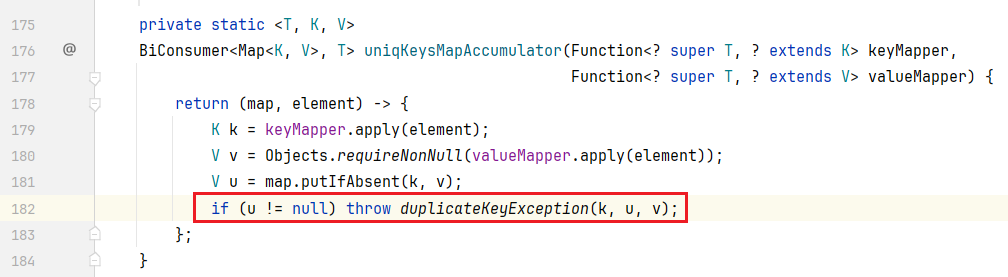 175 private static <T, K, V>
176 @ BiConsumer<Map<K, V>, T> uniqKeysMapAccumulator(Function<? super T, ? extends K> keyMapper,
177 Function<? super T, ? extends V> valueMapper) {
178 return (map, element) -> {
179 K k = keyMapper.apply(element);
180 V v = Objects.requireNonNull(valueMapper.apply(element));
181 V u = map.putIfAbsent(k, v);
182 if (u != null) throw duplicateKeyException(k, u, v);
183 };
184 }